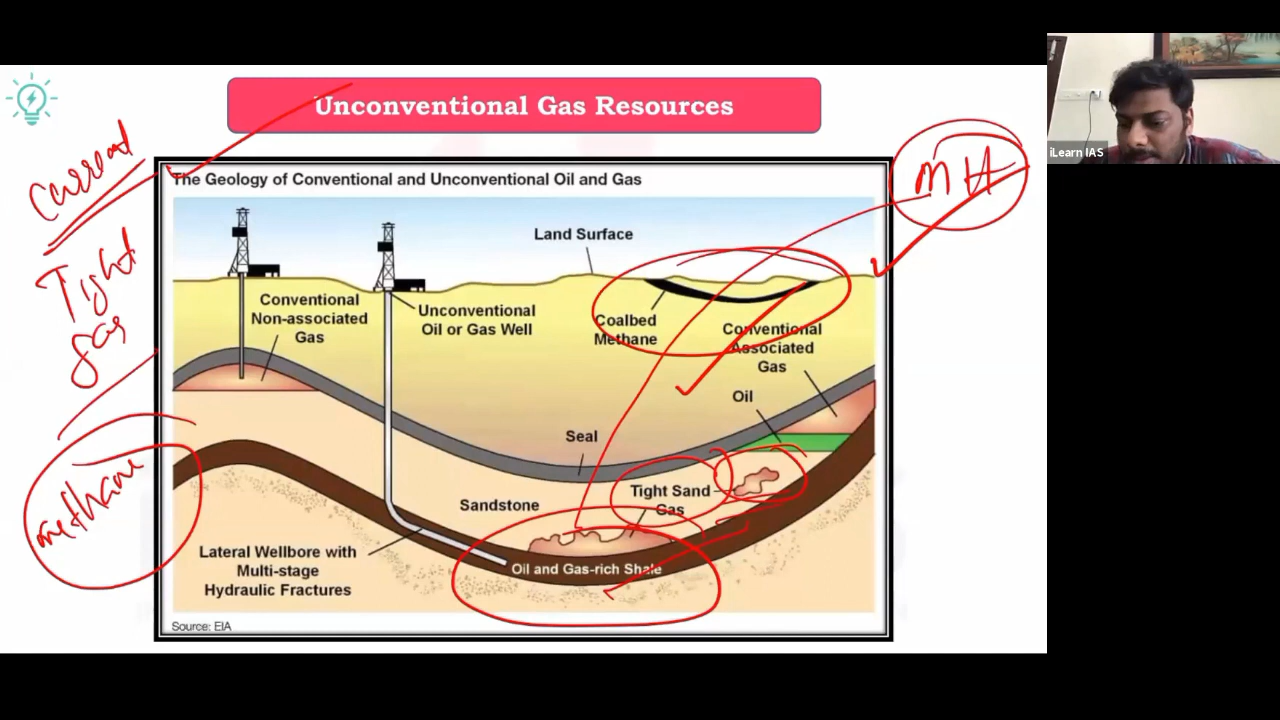 Unconventional Gas Resources
iLearn IAS
Current
Tight
gas
methane
MH
The Geology of Conventional and Unconventional Oil and Gas
Land Surface
Conventional
Non-associated
Gas
Unconventional
Oil or Gas Well
Coalbed
Methane
Conventional
Associated
Gas
Oil
Seal
Tight Sand
Gas
Sandstone
Lateral Wellbore with
Multi-stage
Hydraulic Fractures
Oil and Gas-rich Shale
Source: EIA